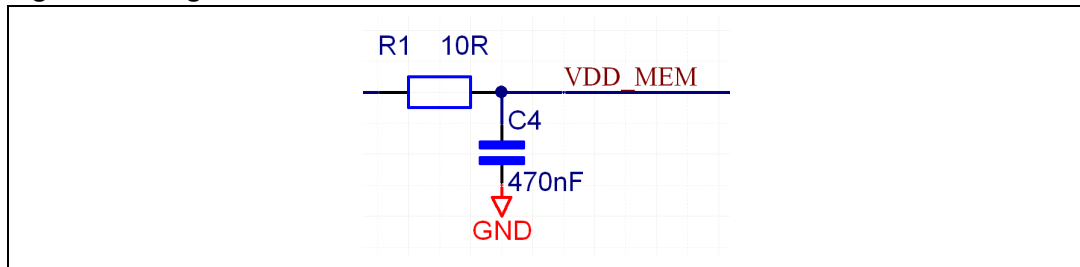 R1 10R
VDD_MEM
C4
470nF
GND